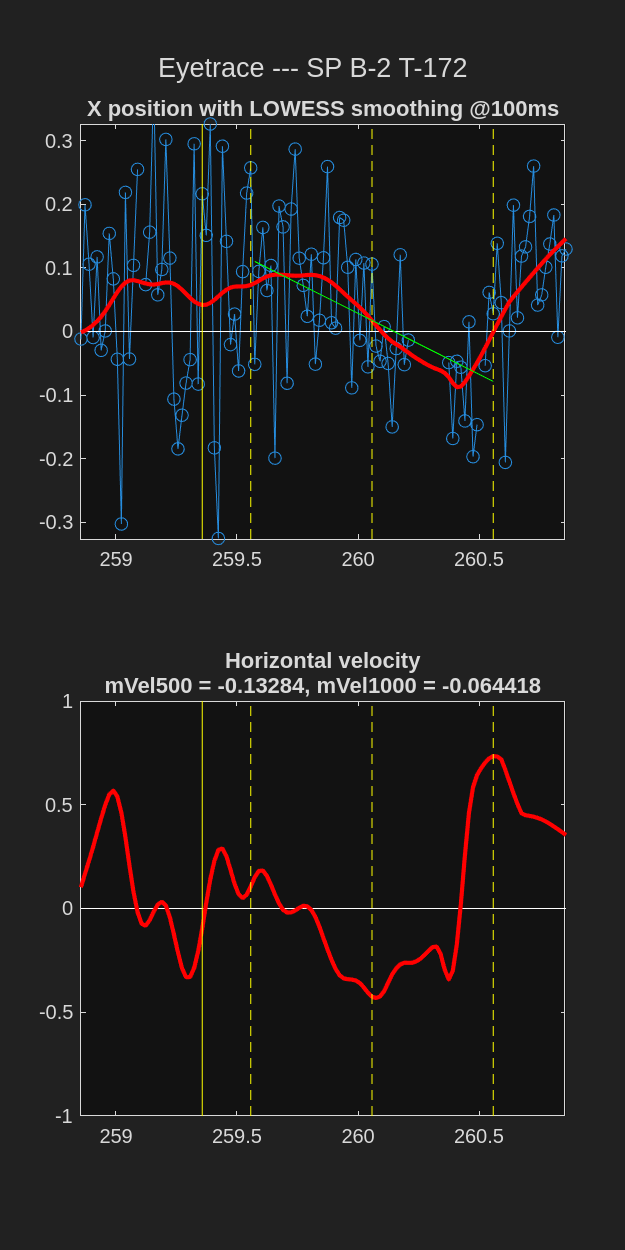 Eyetrace --- SP B-2 T-172
X position with LOWESS smoothing @100ms
0.3
0.2
0.1
0
-0.1
-0.2
-0.3
259 259.5 260 260.5
Horizontal velocity
mVel500 = -0.13284, mVel1000 = -0.064418
1
0.5
0
-0.5
-1
259 259.5 260 260.5